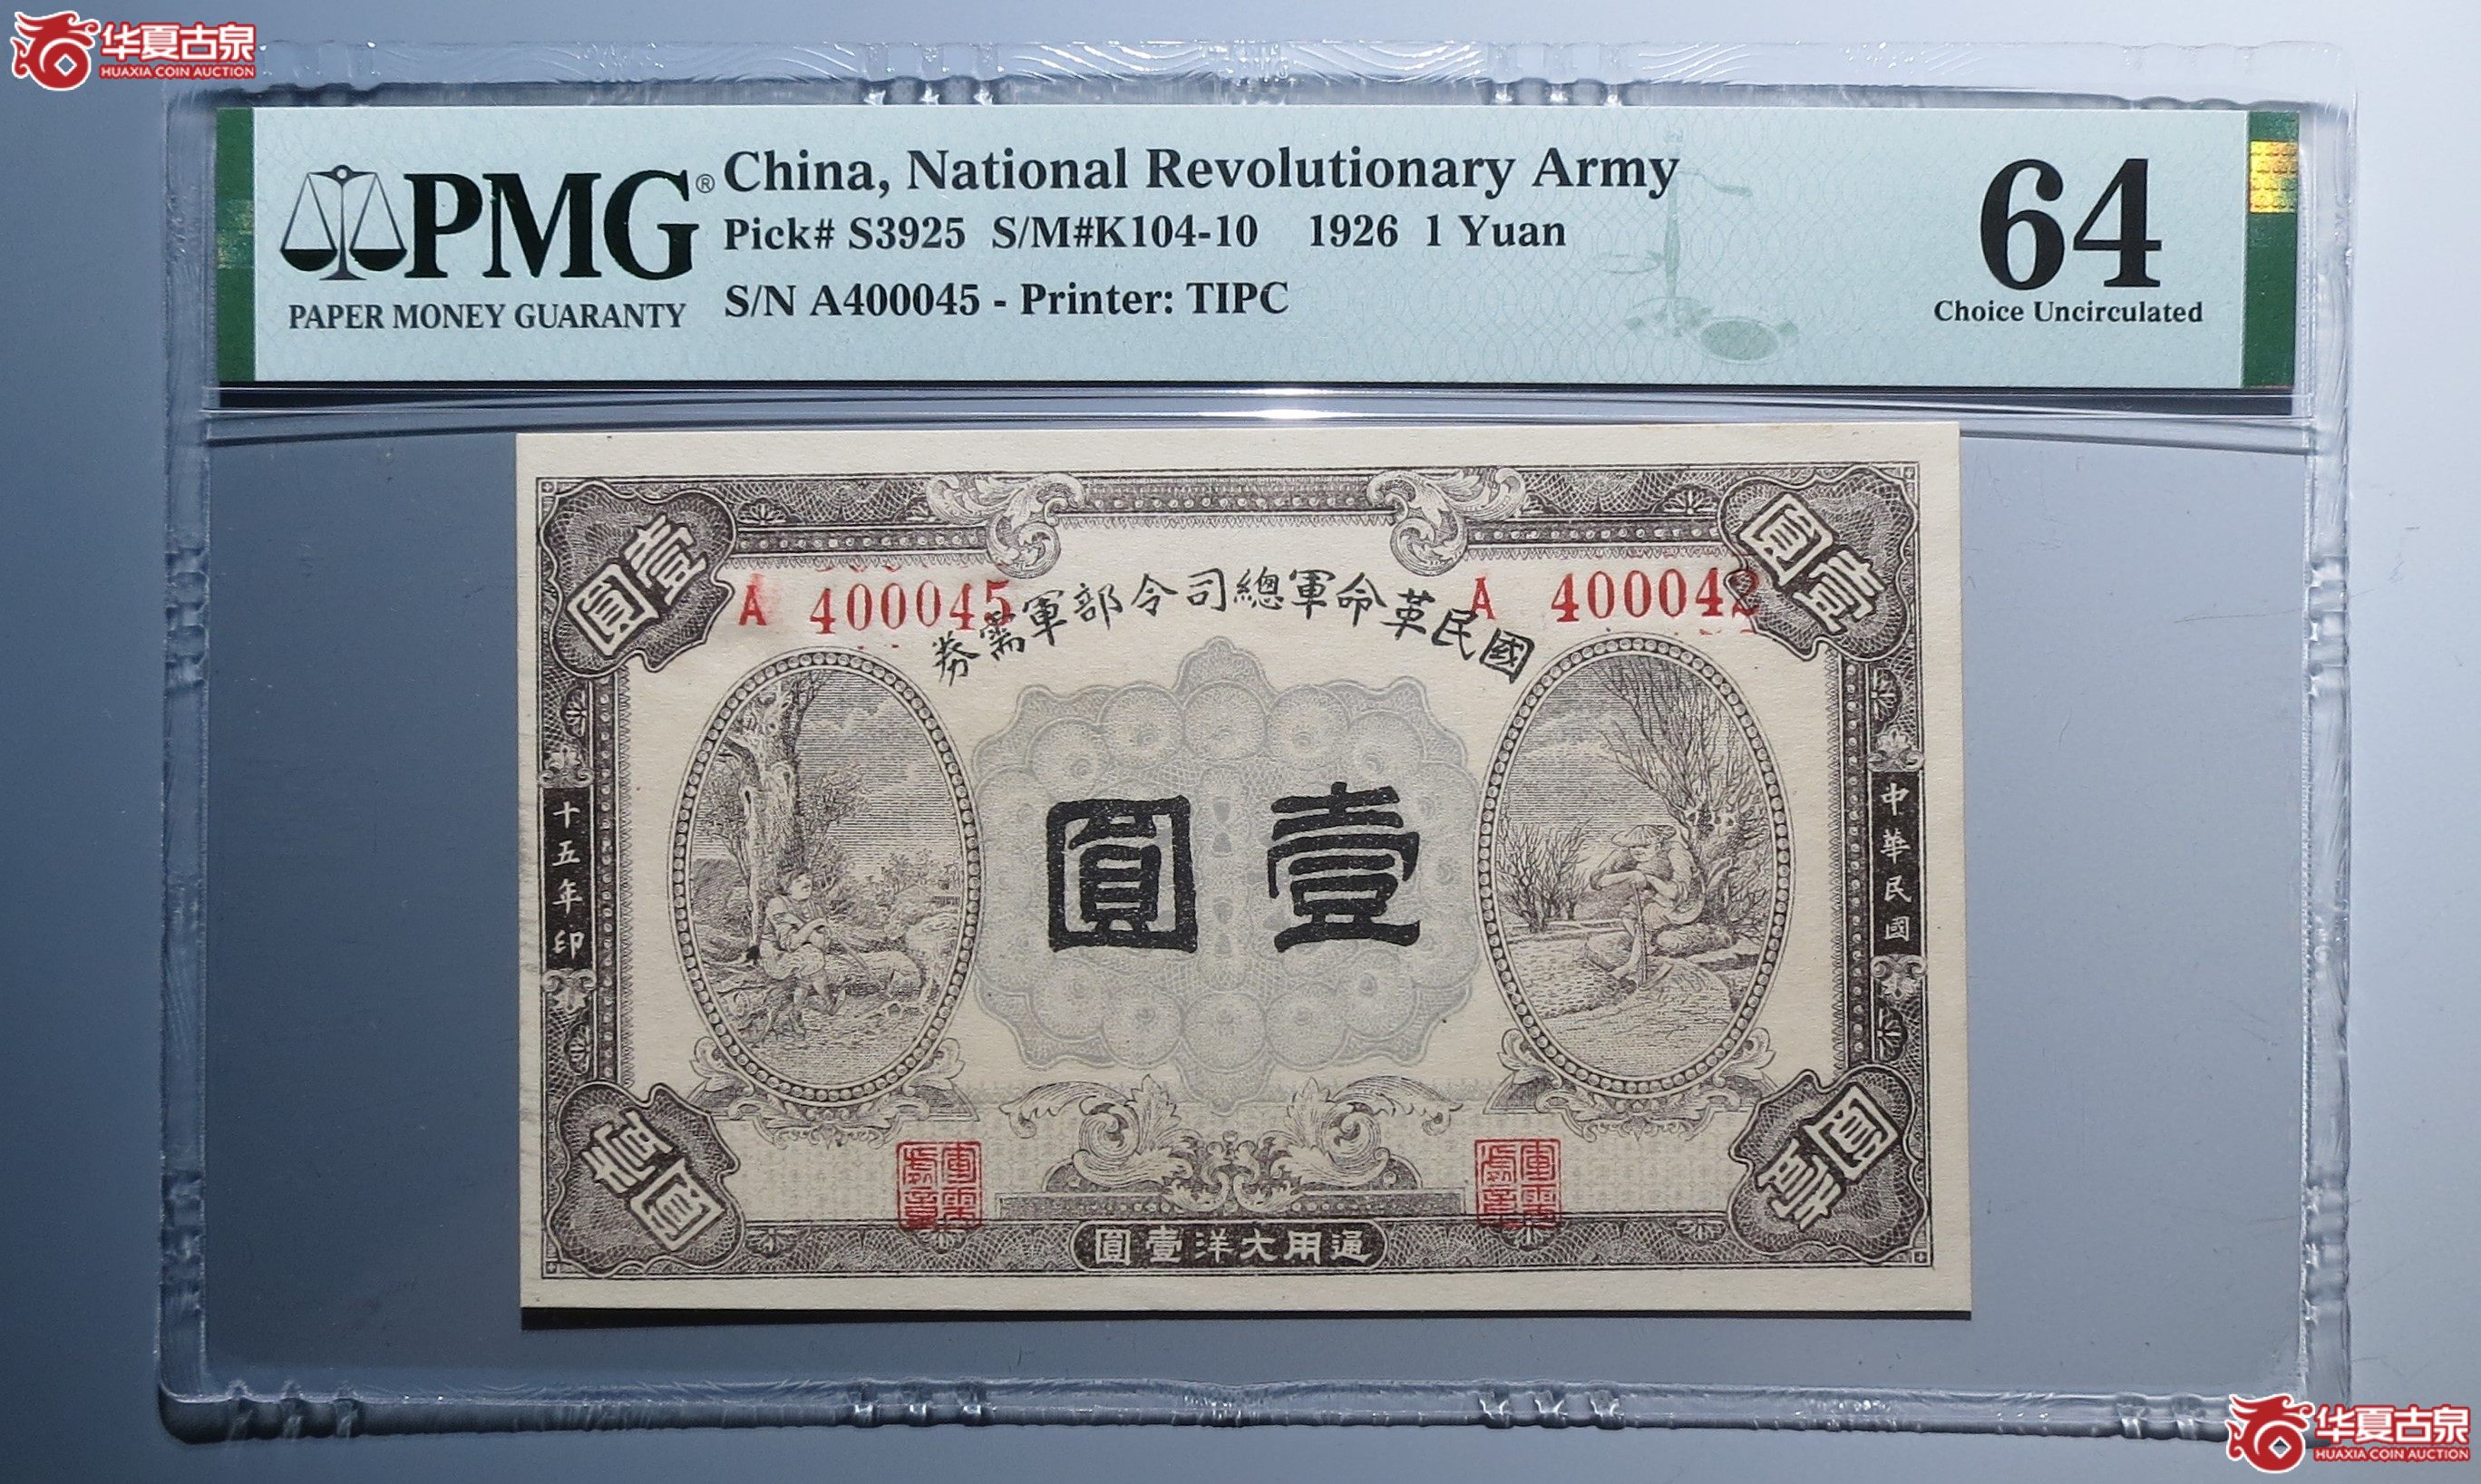 华夏古泉
HUAXIA COIN AUCTION
PMG®
PAPER MONEY GUARANTY
China, National Revolutionary Army
Pick# S3925 S/M#K104-10 1926 1 Yuan
S/N A400045 - Printer: TIPC
64
Choice Uncirculated
圓壹
壹圓
A 400045
A 400042
國民革命軍總司令部軍需券
壹圓
中華民國
十五年印
壹圓
壹圓
通用大洋壹圓
华夏古泉
HUAXIA COIN AUCTION